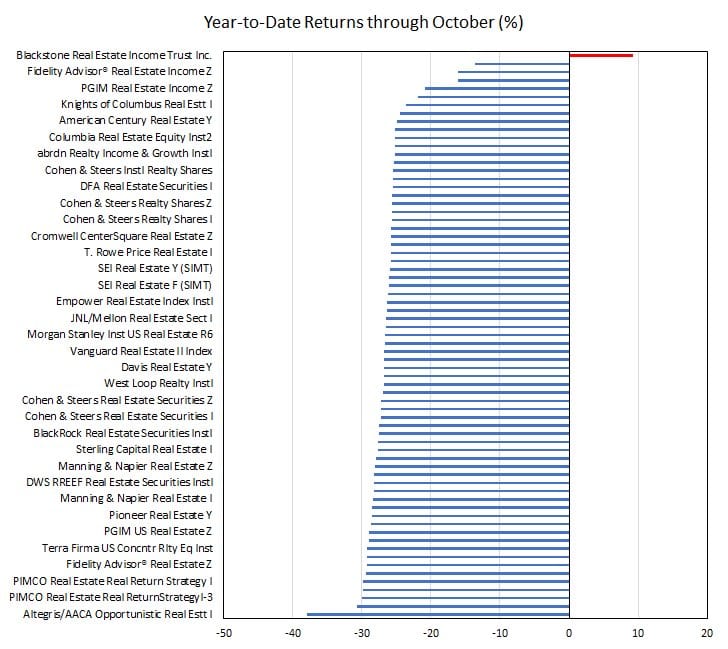 Year-to-Date Returns through October (%)
Blackstone Real Estate Income Trust Inc.
Fidelity Advisor® Real Estate Income Z
PGIM Real Estate Income Z
Knights of Columbus Real Estt I
American Century Real Estate Y
Columbia Real Estate Equity Inst2
abrdn Realty Income & Growth Instl
Cohen & Steers Instl Realty Shares
DFA Real Estate Securities I
Cohen & Steers Realty Shares Z
Cohen & Steers Realty Shares I
Cromwell CenterSquare Real Estate Z
T. Rowe Price Real Estate I
SEI Real Estate Y (SIMT)
SEI Real Estate F (SIMT)
Empower Real Estate Index Instl
JNL/Mellon Real Estate Sect I
Morgan Stanley Inst US Real Estate R6
Vanguard Real Estate II Index
Davis Real Estate Y
West Loop Realty Instl
Cohen & Steers Real Estate Securities Z
Cohen & Steers Real Estate Securities I
BlackRock Real Estate Securities Instl
Sterling Capital Real Estate I
Manning & Napier Real Estate Z
DWS RREEF Real Estate Securities Instl
Manning & Napier Real Estate I
Pioneer Real Estate Y
PGIM US Real Estate Z
Terra Firma US Concntr Rlty Eq Inst
Fidelity Advisor® Real Estate Z
PIMCO Real Estate Real Return Strategy I
PIMCO Real Estate Real ReturnStrategyI-3
Altegris/AACA Opportunistic Real Estt I
-50 -40 -30 -20 -10 0 10 20